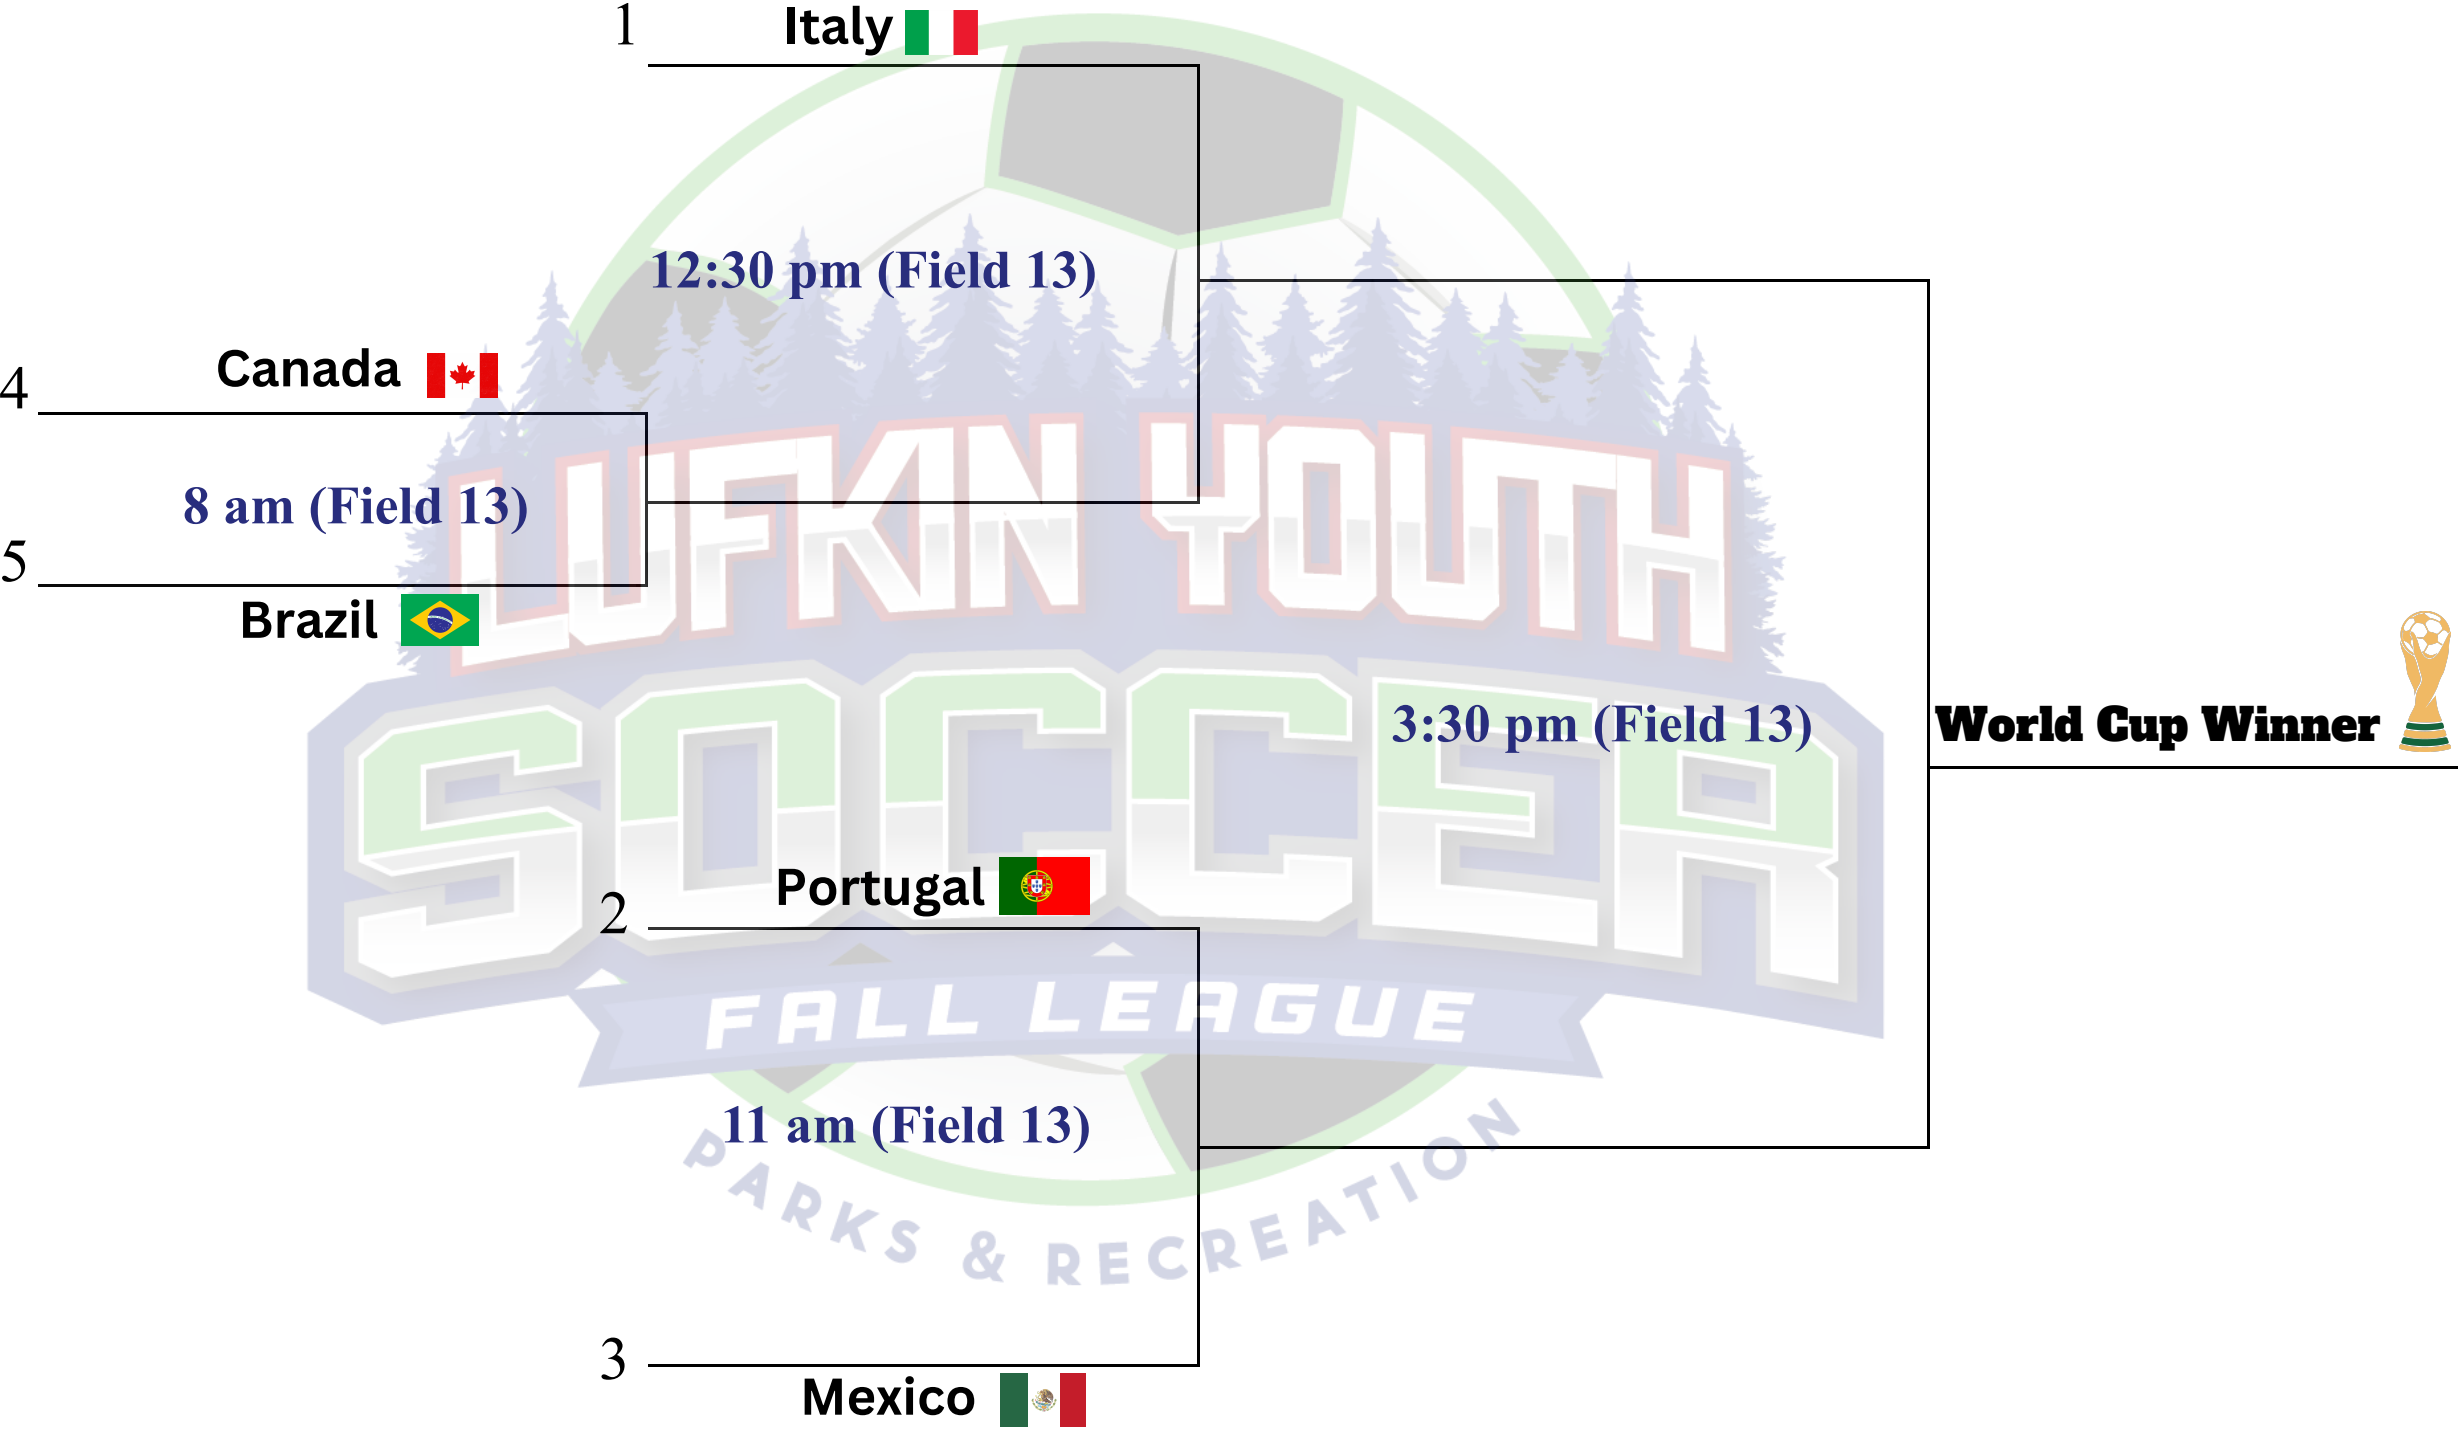 1
Italy
12:30 pm (Field 13)
4
Canada
8 am (Field 13)
5
Brazil
LUFKIN YOUTH
SOCCER
3:30 pm (Field 13)
World Cup Winner
2
Portugal
FALL LEAGUE
11 am (Field 13)
PARKS & RECREATION
3
Mexico